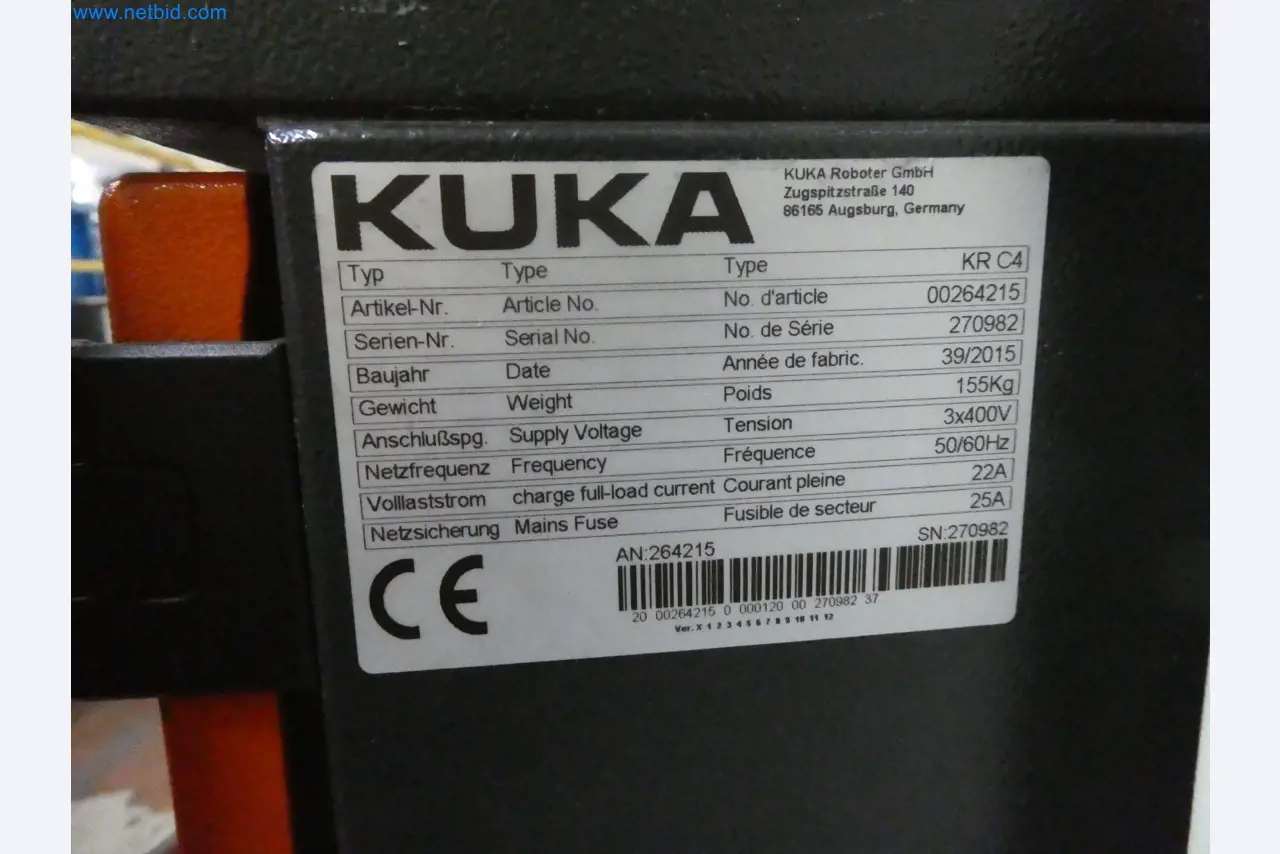 www.netbid.com
KUKA
KUKA Roboter GmbH
Zugspitzstraße 140
86165 Augsburg, Germany
Typ Type Type KR C4
Artikel-Nr. Article No. No. d'article 00264215
Serien-Nr. Serial No. No. de Série 270982
Baujahr Date Année de fabric. 39/2015
Gewicht Weight Poids 155Kg
Anschlußspg. Supply Voltage Tension 3x400V
Netzfrequenz Frequency Fréquence 50/60Hz
Volllaststrom charge full-load current Courant pleine 22A
Netzsicherung Mains Fuse Fusible de secteur 25A
CE
AN:264215 SN:270982
20 00264215 0 000120 00 270982 37
Ver. X 1 2 3 4 5 6 7 8 9 10 11 12